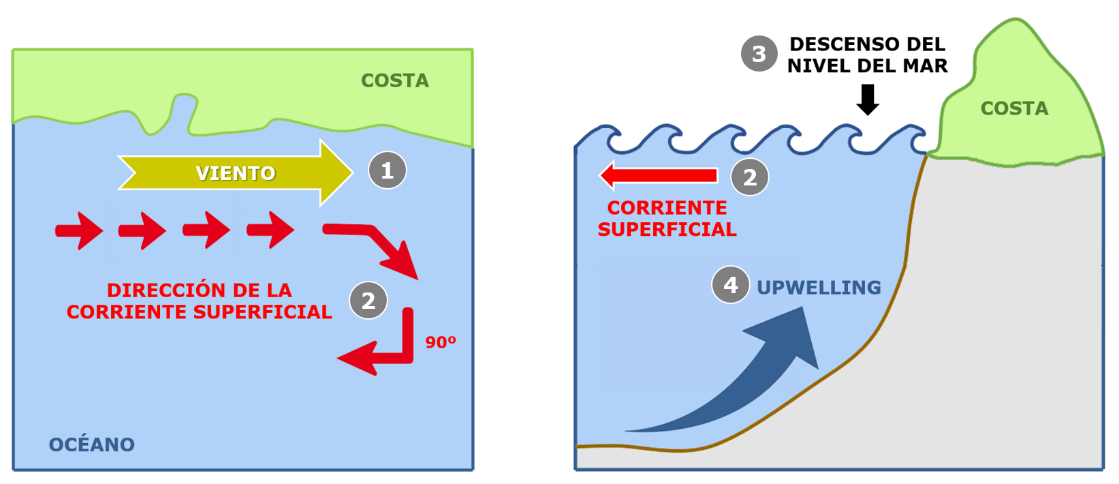 COSTA
VIENTO
1
DIRECCIÓN DE LA
CORRIENTE SUPERFICIAL
2
90º
OCÉANO
3
DESCENSO DEL
NIVEL DEL MAR
COSTA
2
CORRIENTE
SUPERFICIAL
4
UPWELLING